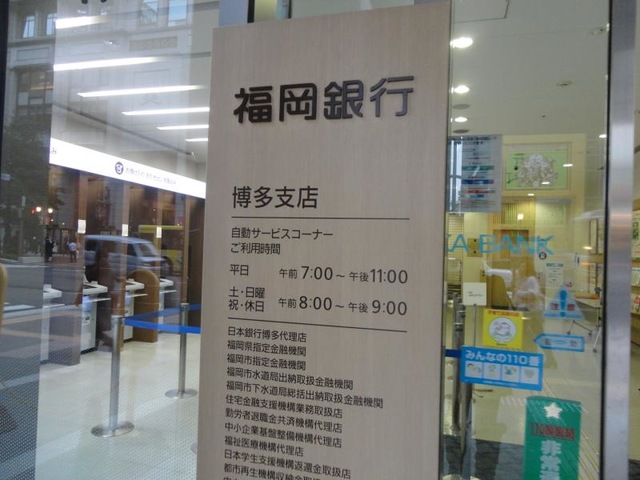 福岡銀行
博多支店
自動サービスコーナー
ご利用時間
平日 午前 7:00～午後11:00
土・日曜
祝・休日 午前 8:00～午後 9:00
日本銀行博多代理店
福岡県指定金融機関
福岡市指定金融機関
福岡市水道局出納取扱金融機関
福岡市下水道局総括出納取扱金融機関
住宅金融支援機構業務取扱店
勤労者退職金共済機構代理店
中小企業基盤整備機構代理店
福祉医療機構代理店
日本学生支援機構返還金取扱店
都市再生機構収納金取扱
A BANK
みんなの110番
非常